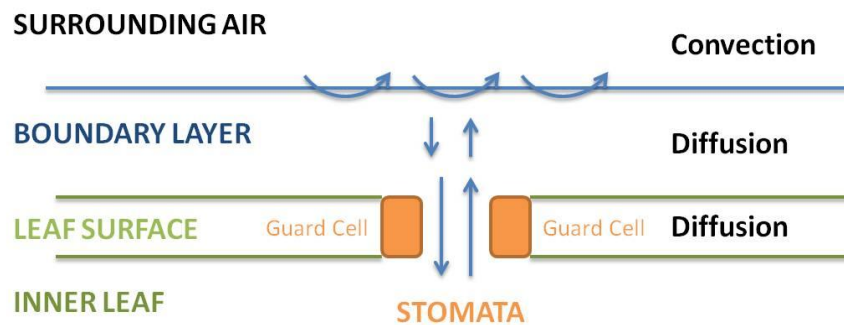 SURROUNDING AIR
Convection
BOUNDARY LAYER
Diffusion
LEAF SURFACE
Guard Cell
Guard Cell
Diffusion
INNER LEAF
STOMATA